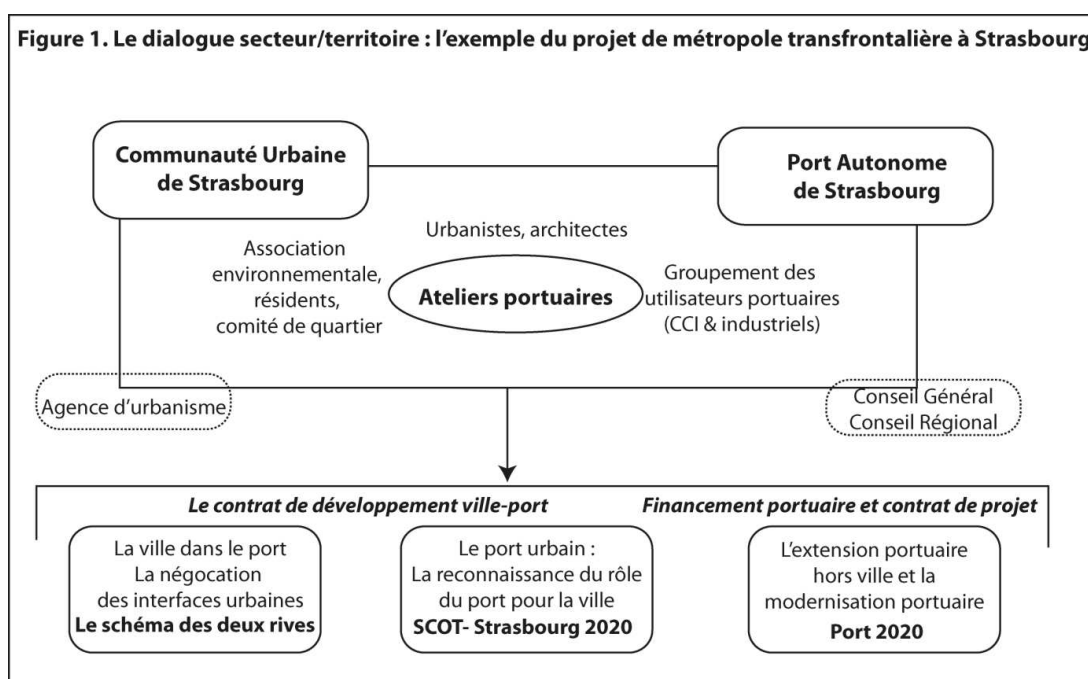 Figure 1. Le dialogue secteur/territoire : l'exemple du projet de métropole transfrontalière à Strasbourg
Communauté Urbaine
de Strasbourg
Port Autonome
de Strasbourg
Urbanistes, architectes
Association
environnementale,
résidents,
comité de quartier
Ateliers portuaires
Groupement des
utilisateurs portuaires
(CCI & industriels)
Agence d'urbanisme
Conseil Général
Conseil Régional
Le contrat de développement ville-port
Financement portuaire et contrat de projet
La ville dans le port
La négocation
des interfaces urbaines
Le schéma des deux rives
Le port urbain :
La reconnaissance du rôle
du port pour la ville
SCOT- Strasbourg 2020
L'extension portuaire
hors ville et la
modernisation portuaire
Port 2020